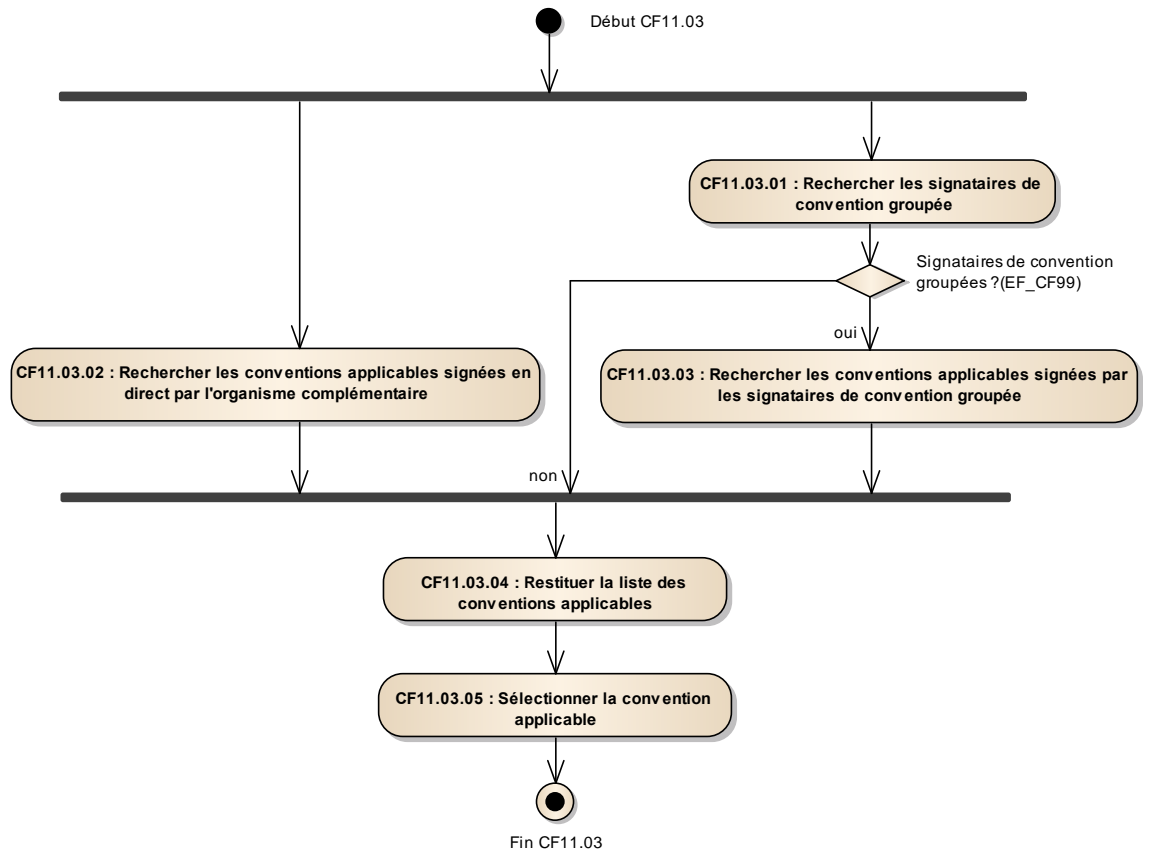 Début CF11.03
CF11.03.01 : Rechercher les signataires de
convention groupée
Signataires de convention
groupées ?(EF_CF99)
oui
CF11.03.02 : Rechercher les conventions applicables signées en
direct par l'organisme complémentaire
CF11.03.03 : Rechercher les conventions applicables signées par
les signataires de convention groupée
non
CF11.03.04 : Restituer la liste des
conventions applicables
CF11.03.05 : Sélectionner la convention
applicable
Fin CF11.03